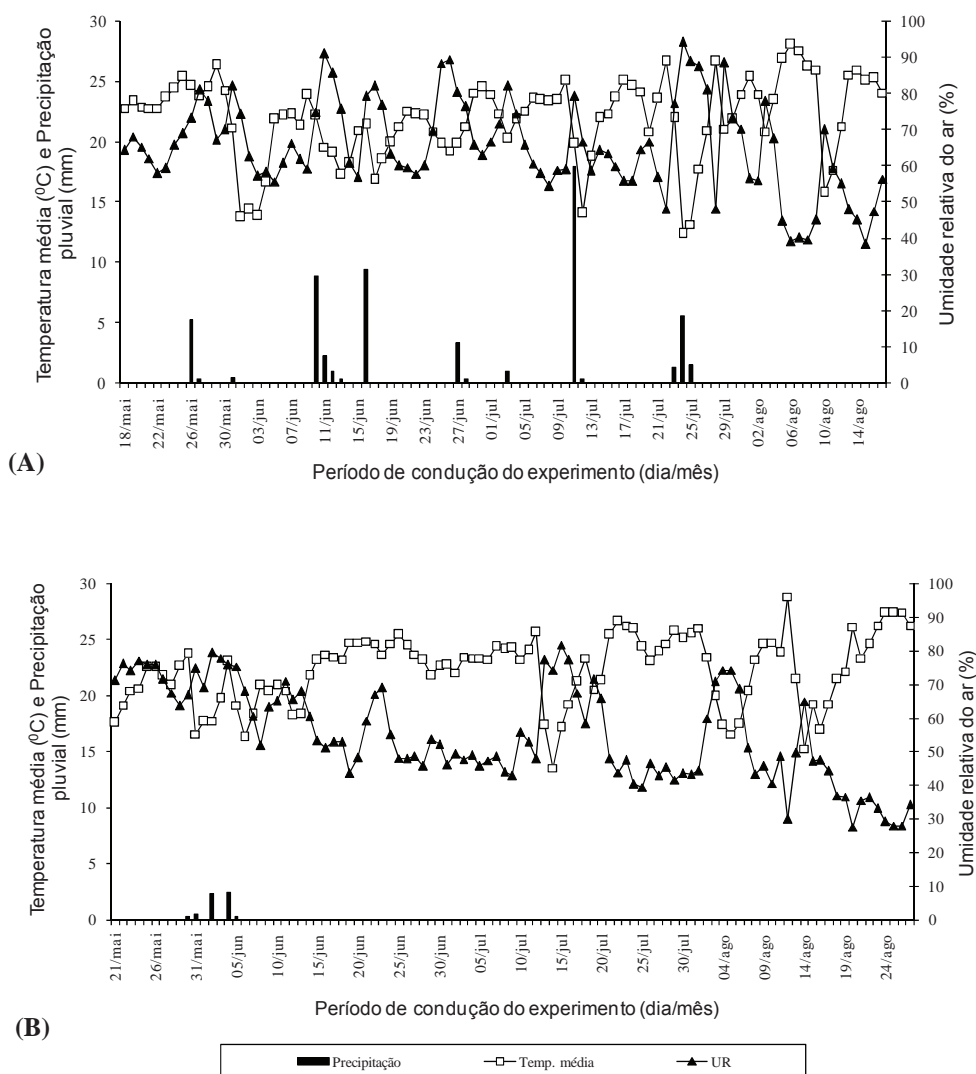 Temperatura média (⁰C) e Precipitação
pluvial (mm)
30
25
20
15
10
5
0
100
90
80
70
60
50
40
30
20
10
0
Umidade relativa do ar (%)
18/mai
22/mai
26/mai
30/mai
03/jun
07/jun
11/jun
15/jun
19/jun
23/jun
27/jun
01/jul
05/jul
09/jul
13/jul
17/jul
21/jul
25/jul
29/jul
02/ago
06/ago
10/ago
14/ago
(A)
Período de condução do experimento (dia/mês)
Temperatura média (⁰C) e Precipitação
pluvial (mm)
30
25
20
15
10
5
0
100
90
80
70
60
50
40
30
20
10
0
Umidade relativa do ar (%)
21/mai
26/mai
31/mai
05/jun
10/jun
15/jun
20/jun
25/jun
30/jun
05/jul
10/jul
15/jul
20/jul
25/jul
30/jul
04/ago
09/ago
14/ago
19/ago
24/ago
Período de condução do experimento (dia/mês)
(B)
Precipitação Temp. média UR